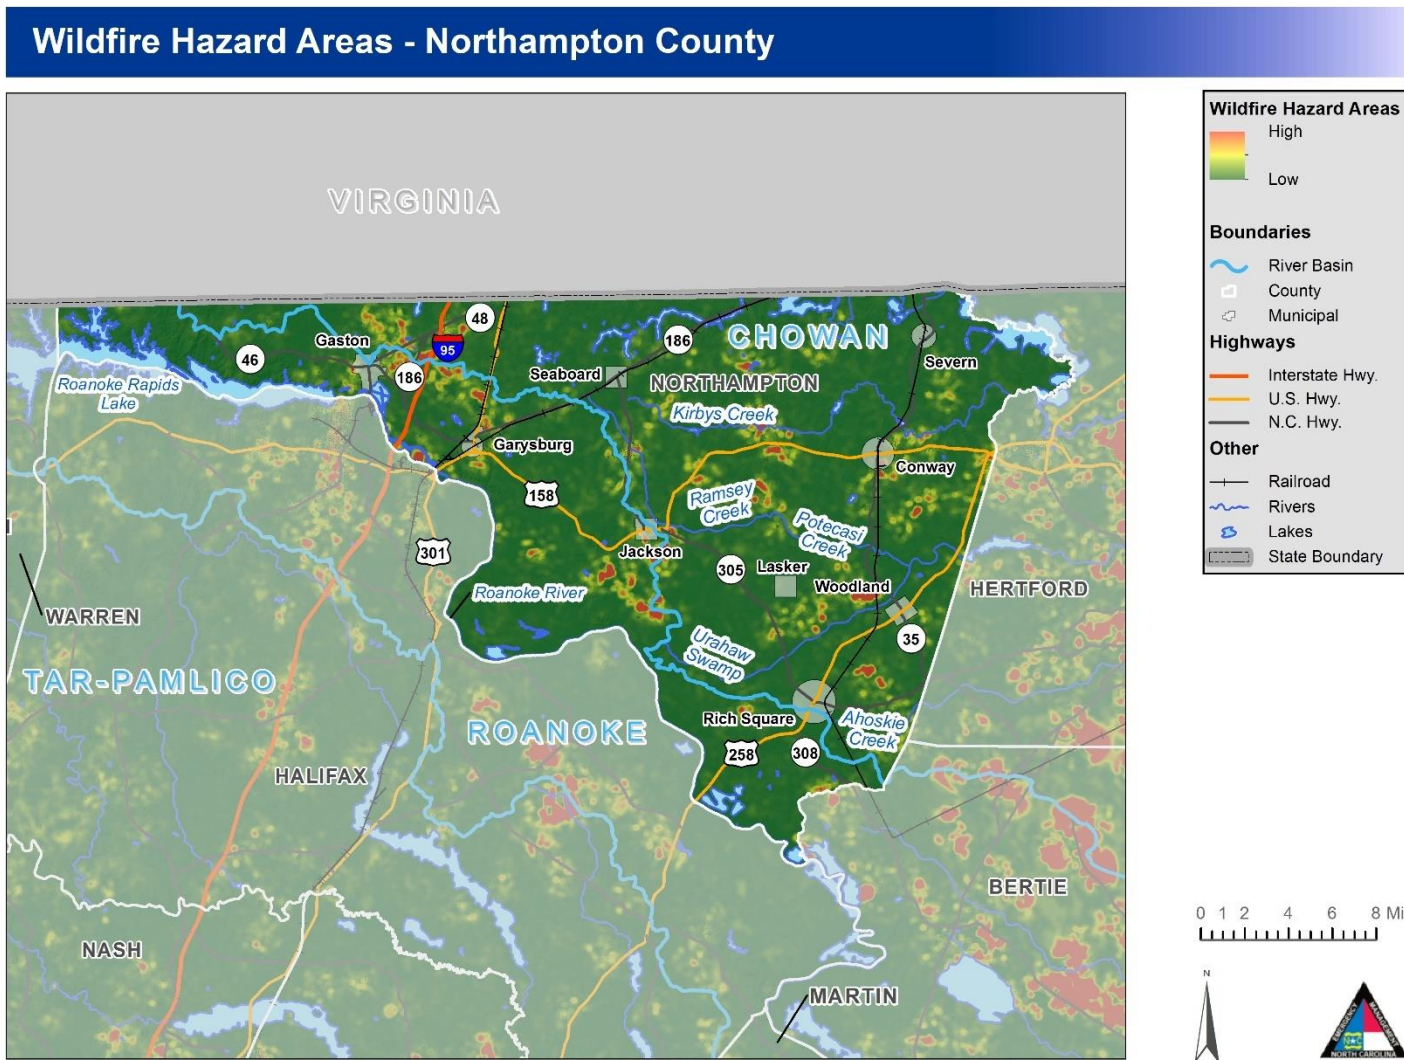 Wildfire Hazard Areas - Northampton County
VIRGINIA
Wildfire Hazard Areas
High
Low
Boundaries
River Basin
County
Municipal
Highways
Interstate Hwy.
U.S. Hwy.
N.C. Hwy.
Other
Railroad
Rivers
Lakes
State Boundary
48
Gaston
95
186
CHOWAN
46
Severn
186
Seaboard
NORTHAMPTON
Roanoke Rapids
Lake
Kirbys Creek
Garysburg
Conway
158
Ramsey
Creek
Potecasi
Creek
301
Jackson
305
Lasker
Woodland
HERTFORD
Roanoke River
WARREN
35
Urahaw
Swamp
TAR-PAMLICO
ROANOKE
Rich Square
Ahoskie
Creek
258
308
HALIFAX
BERTIE
NASH
MARTIN
0 1 2 4 6 8 Mi
N
EMERGENCY
MANAGEMENT
N C
NORTH CAROLINA